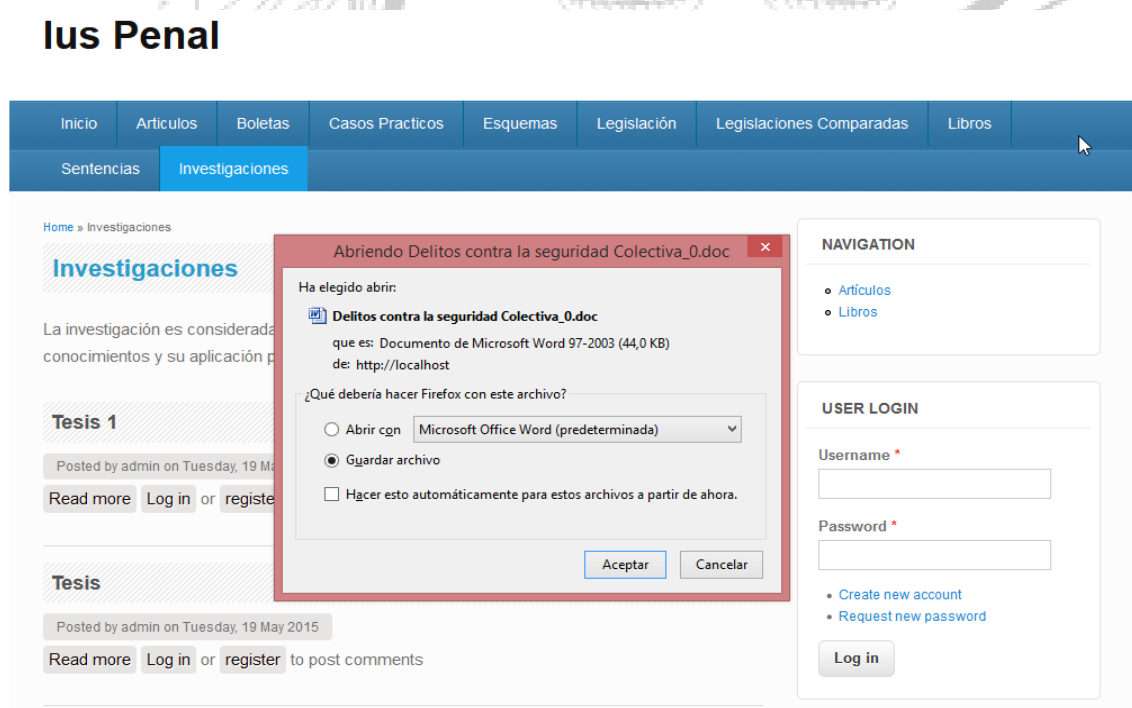 Ius Penal
Inicio Articulos Boletas Casos Practicos Esquemas Legislación Legislaciones Comparadas Libros
Sentencias Investigaciones
Home » Investigaciones
Investigaciones
La investigación es considerada
conocimientos y su aplicación p
Tesis 1
Posted by admin on Tuesday, 19 Ma
Read more Log in or registe
Tesis
Posted by admin on Tuesday, 19 May 2015
Read more Log in or register to post comments
Abriendo Delitos contra la seguridad Colectiva_0.doc
Ha elegido abrir:
Delitos contra la seguridad Colectiva_0.doc
que es: Documento de Microsoft Word 97-2003 (44,0 KB)
de: http://localhost
¿Qué debería hacer Firefox con este archivo?
Abrir con Microsoft Office Word (predeterminada)
Guardar archivo
Hacer esto automáticamente para estos archivos a partir de ahora.
Aceptar Cancelar
NAVIGATION
Artículos
Libros
USER LOGIN
Username *
Password *
Create new account
Request new password
Log in